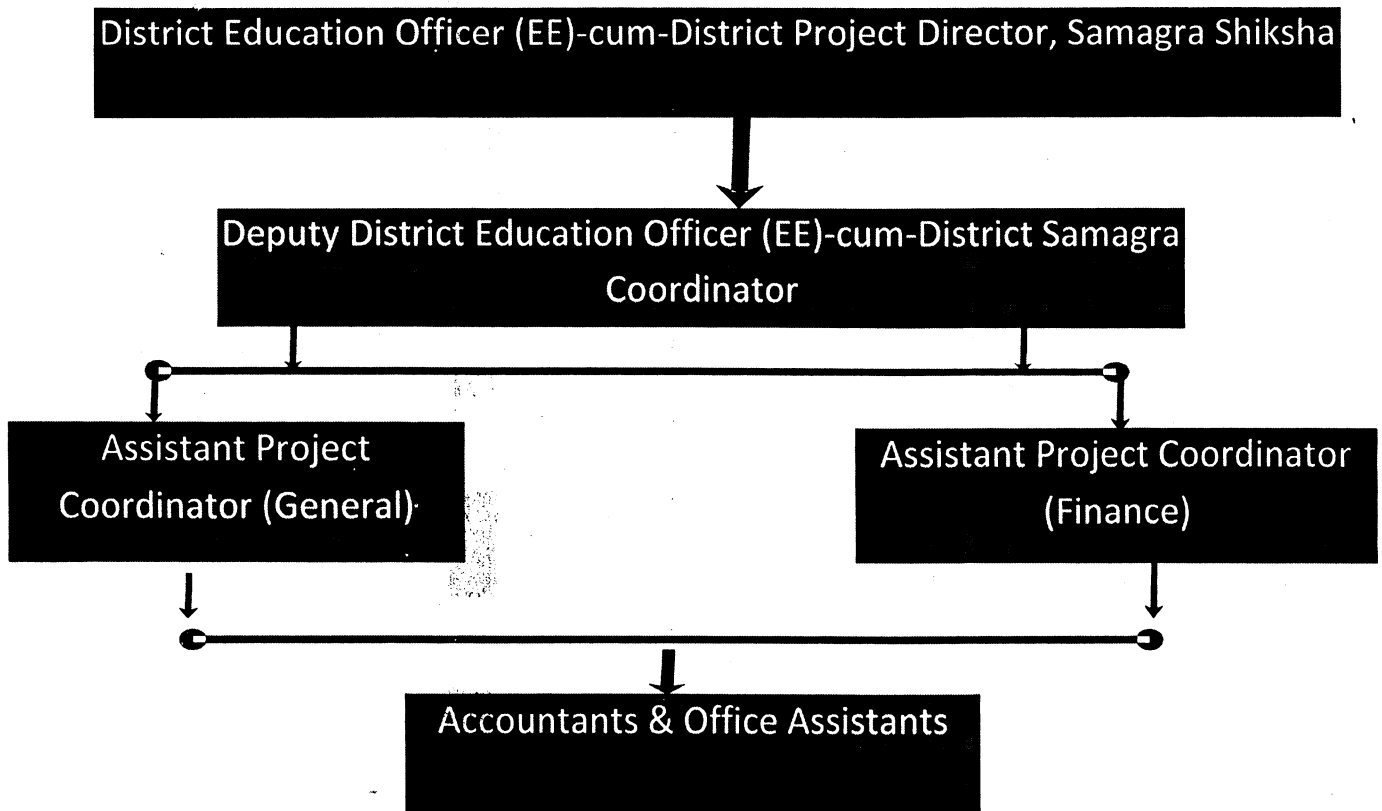 District Education Officer (EE)-cum-District Project Director, Samagra Shiksha
Deputy District Education Officer (EE)-cum-District Samagra
Coordinator
Assistant Project
Coordinator (General)
Assistant Project Coordinator
(Finance)
Accountants & Office Assistants